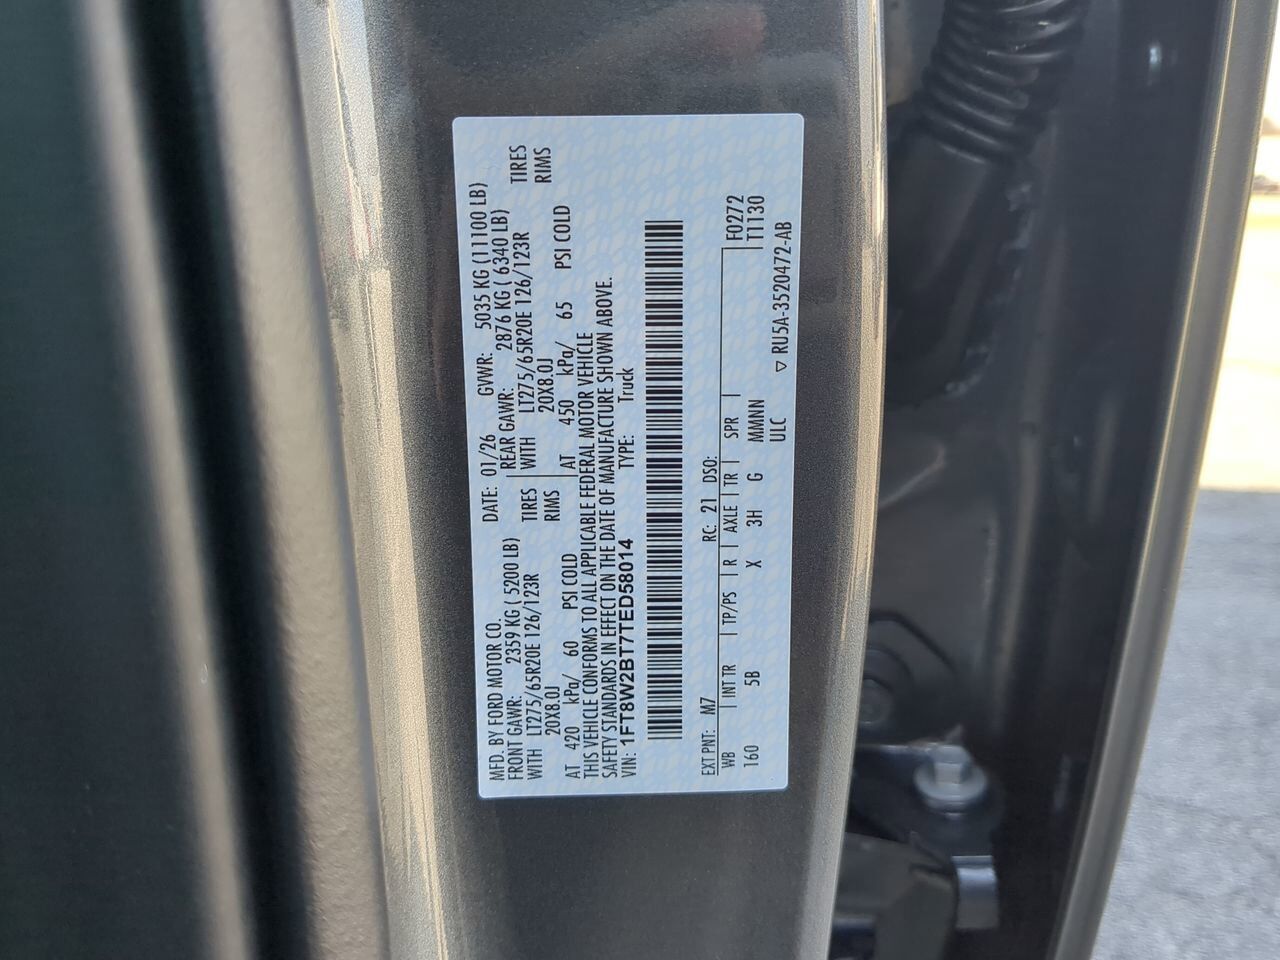 MFD. BY FORD MOTOR CO. DATE: 01/26 GVWR: 5035 KG (11100 LB)
FRONT GAWR: 2359 KG ( 5200 LB) REAR GAWR: 2876 KG ( 6340 LB)
WITH LT275/65R20E 126/123R TIRES WITH LT275/65R20E 126/123R TIRES
20X8.0J RIMS 20X8.0J RIMS
AT 420 kPa/ 60 PSI COLD AT 450 kPa/ 65 PSI COLD
THIS VEHICLE CONFORMS TO ALL APPLICABLE FEDERAL MOTOR VEHICLE
SAFETY STANDARDS IN EFFECT ON THE DATE OF MANUFACTURE SHOWN ABOVE.
VIN: 1FT8W2BT7TED58014 TYPE: Truck
EXT PNT: M7 RC: 21 DSO:
WB INT TR TP/PS R AXLE TR SPR F0272
160 5B X 3H G MMNN T1130
ULC ▽ RU5A-3520472-AB